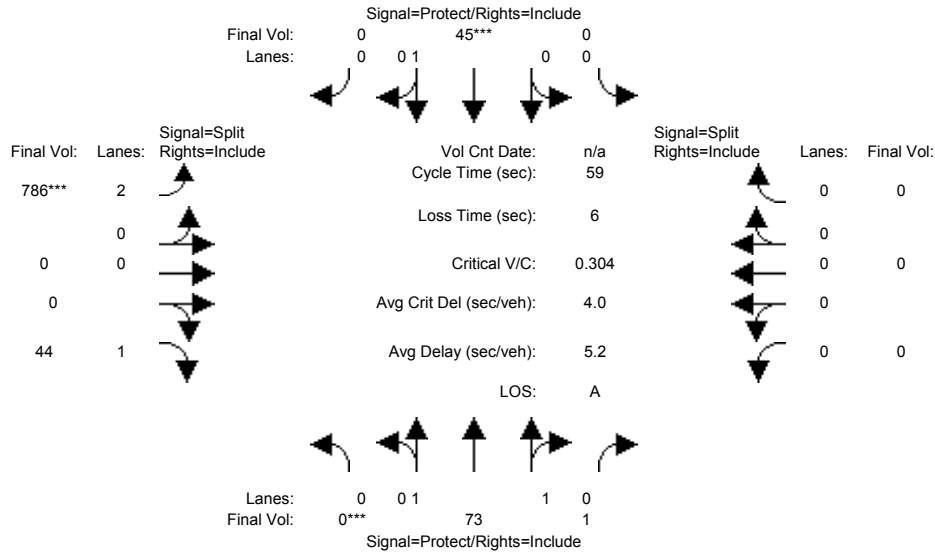 Signal=Protect/Rights=Include
Final Vol: 0 45*** 0
Lanes: 0 0 1 0 0
Signal=Split Signal=Split
Final Vol: Lanes: Rights=Include Vol Cnt Date: n/a Rights=Include Lanes: Final Vol:
Cycle Time (sec): 59
786*** 2 0 0
Loss Time (sec): 6
0 0
0 0 Critical V/C: 0.304 0 0
0 Avg Crit Del (sec/veh): 4.0 0
44 1 Avg Delay (sec/veh): 5.2 0 0
LOS: A
Lanes: 0 0 1 1 0
Final Vol: 0*** 73 1
Signal=Protect/Rights=Include